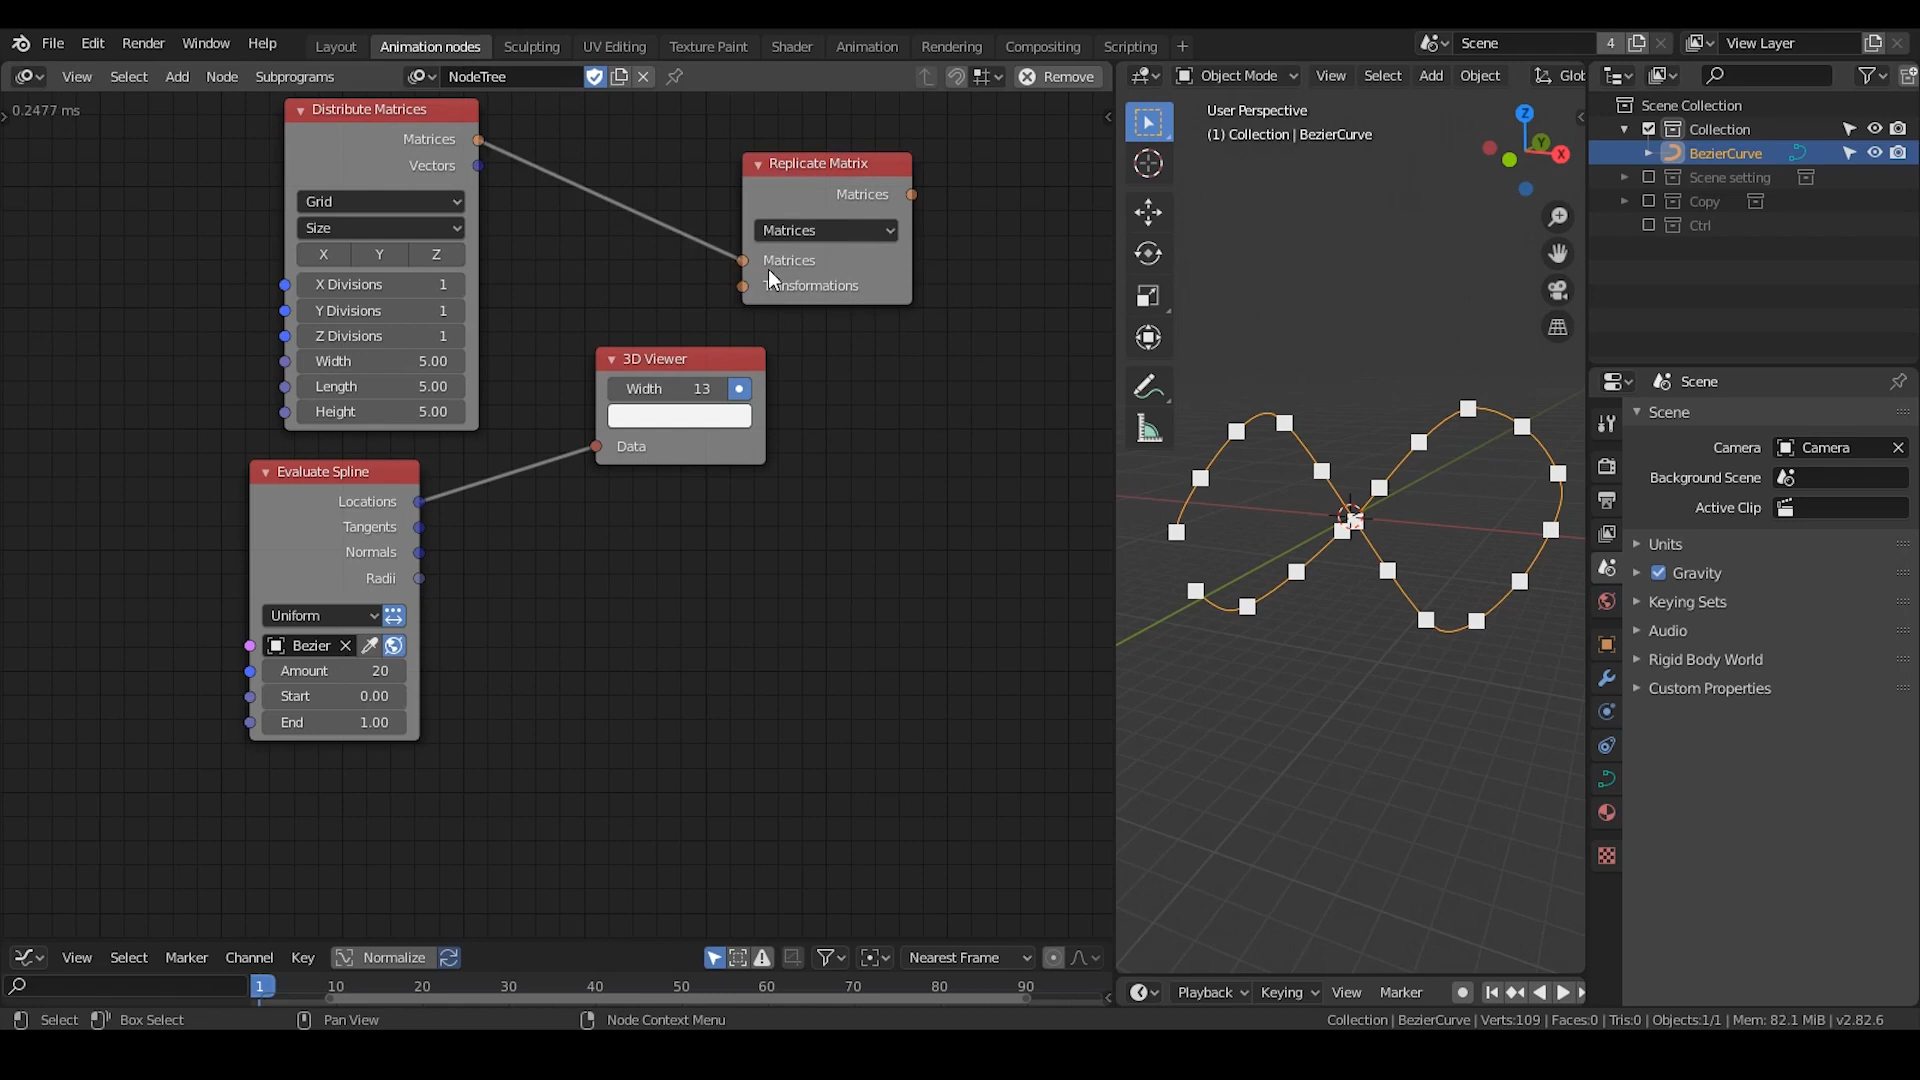 File Edit Render Window Help Layout Animation nodes Sculpting UV Editing Texture Paint Shader Animation Rendering Compositing Scripting + Scene 4 View Layer
View Select Add Node Subprograms NodeTree Remove Object Mode View Select Add Object Glob
0.2477 ms
Distribute Matrices
Matrices
Vectors
Grid
Size
X Y Z
X Divisions 1
Y Divisions 1
Z Divisions 1
Width 5.00
Length 5.00
Height 5.00
Replicate Matrix
Matrices
Matrices
Matrices
nsformations
3D Viewer
Width 13
Data
Evaluate Spline
Locations
Tangents
Normals
Radii
Uniform
Bezier
Amount 20
Start 0.00
End 1.00
User Perspective
(1) Collection | BezierCurve
Z
Y
X
Scene Collection
Collection
BezierCurve
Scene setting
Copy
Ctrl
Scene
Scene
Camera Camera
Background Scene
Active Clip
Units
Gravity
Keying Sets
Audio
Rigid Body World
Custom Properties
View Select Marker Channel Key Normalize Nearest Frame
1 10 20 30 40 50 60 70 80 90
Playback Keying View Marker
Select Box Select Pan View Node Context Menu
Collection | BezierCurve | Verts:109 | Faces:0 | Tris:0 | Objects:1/1 | Mem: 82.1 MiB | v2.82.6